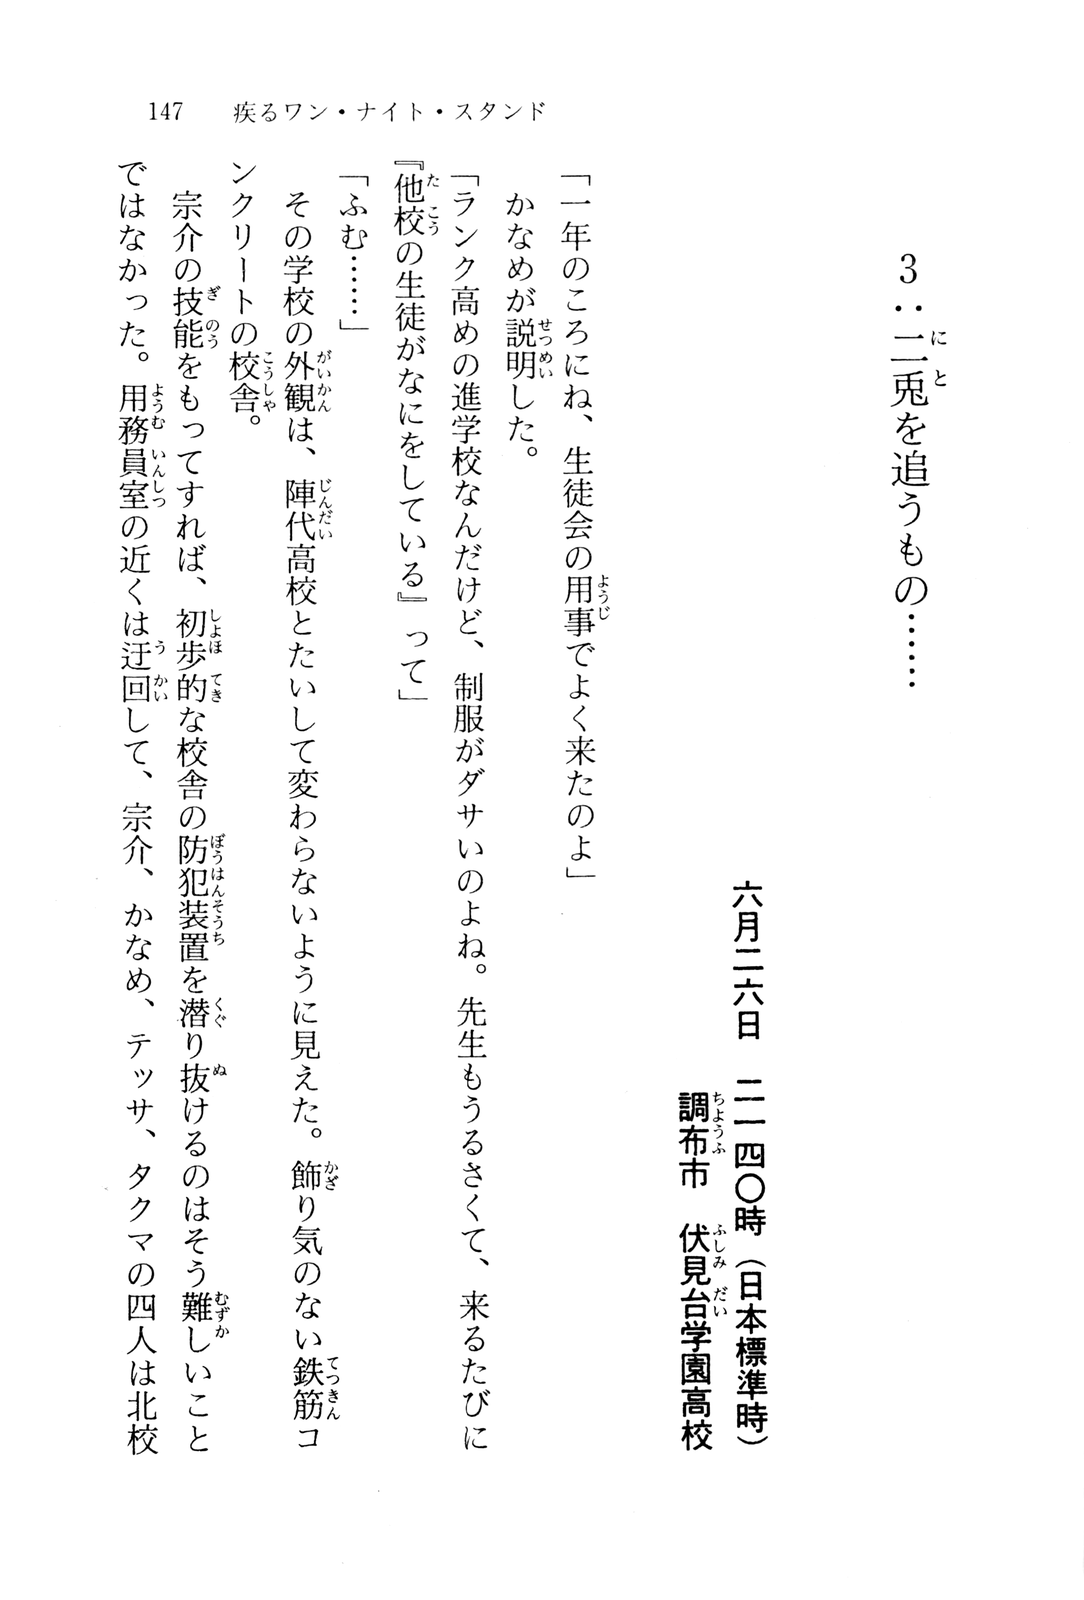 147　疾るワン・ナイト・スタンド
3：二兎を追うもの……
六月二六日　二一四〇時（日本標準時）
調布市　伏見台学園高校
「一年のころにね、生徒会の用事でよく来たのよ」
かなめが説明した。
「ランク高めの進学校なんだけど、制服がダサいのよね。先生もうるさくて、来るたびに
『他校の生徒がなにをしている』って」
「ふむ……」
その学校の外観は、陣代高校とたいして変わらないように見えた。飾り気のない鉄筋コ
ンクリートの校舎。
宗介の技能をもってすれば、初歩的な校舎の防犯装置を潜り抜けるのはそう難しいこと
ではなかった。用務員室の近くは迂回して、宗介、かなめ、テッサ、タクマの四人は北校